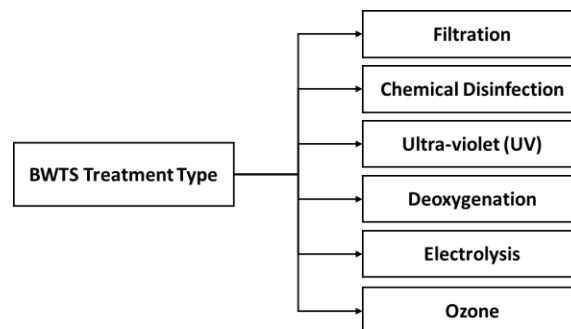 BWTS Treatment Type
Filtration
Chemical Disinfection
Ultra-violet (UV)
Deoxygenation
Electrolysis
Ozone